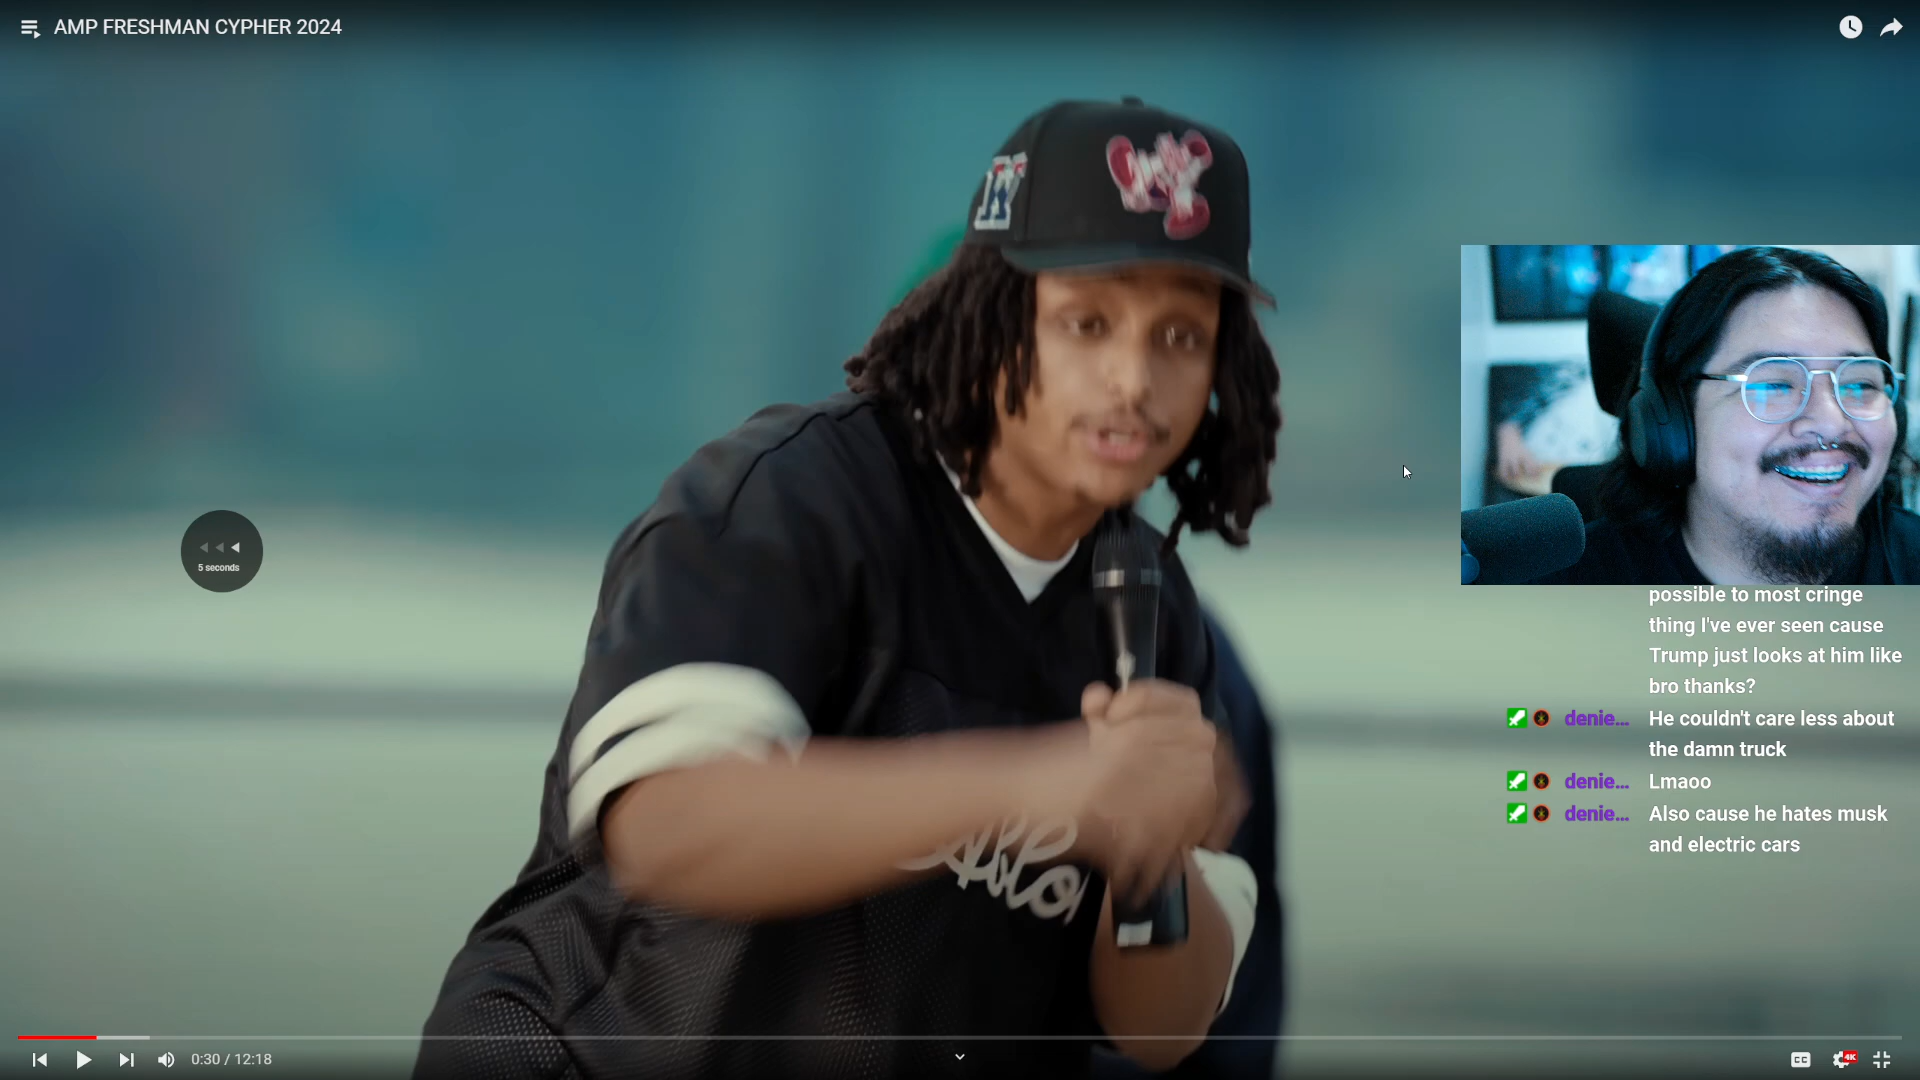 AMP FRESHMAN CYPHER 2024
5 seconds
possible to most cringe
thing I've ever seen cause
Trump just looks at him like
bro thanks?
denie... He couldn't care less about
the damn truck
denie... Lmaoo
denie... Also cause he hates musk
and electric cars
0:30 / 12:18
CC
4K